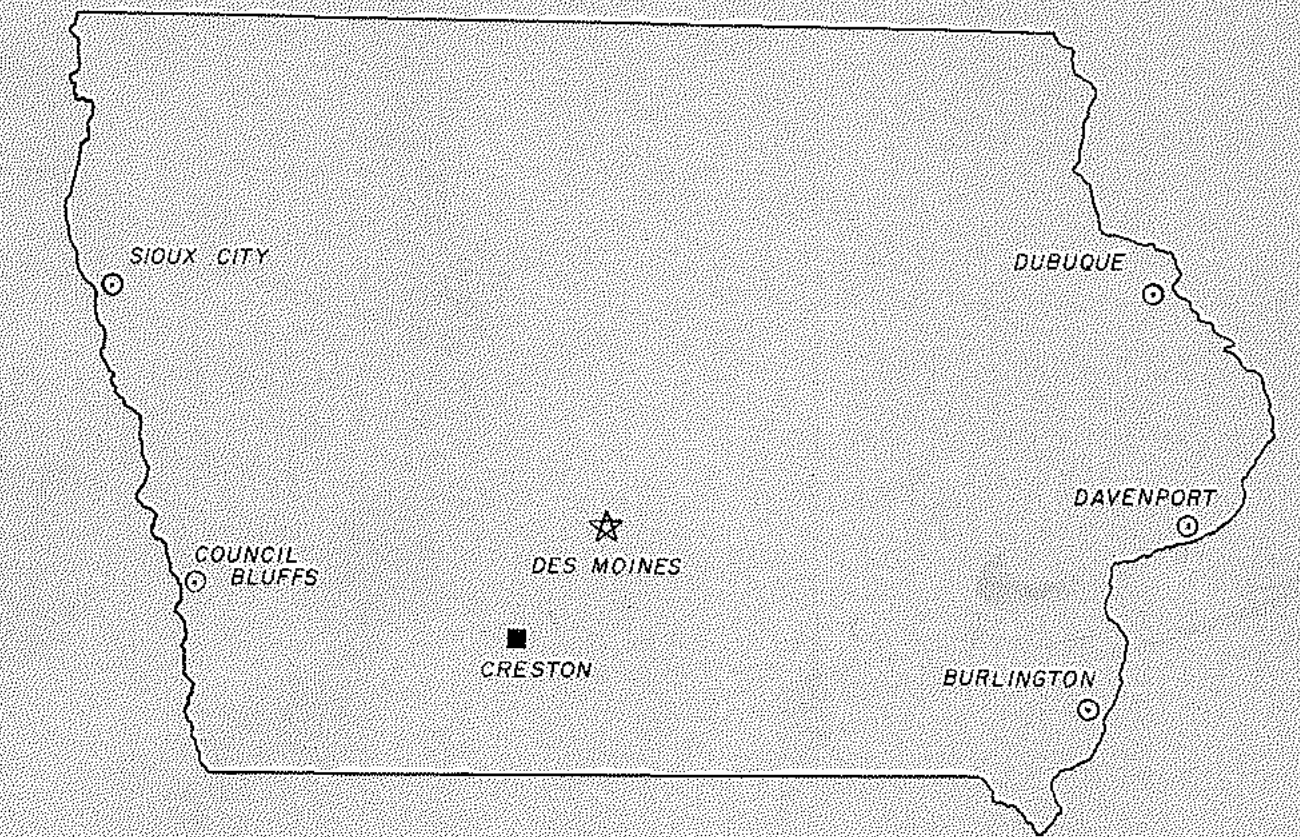 SIOUX CITY
DUBUQUE
DAVENPORT
COUNCIL
BLUFFS
DES MOINES
CRESTON
BURLINGTON